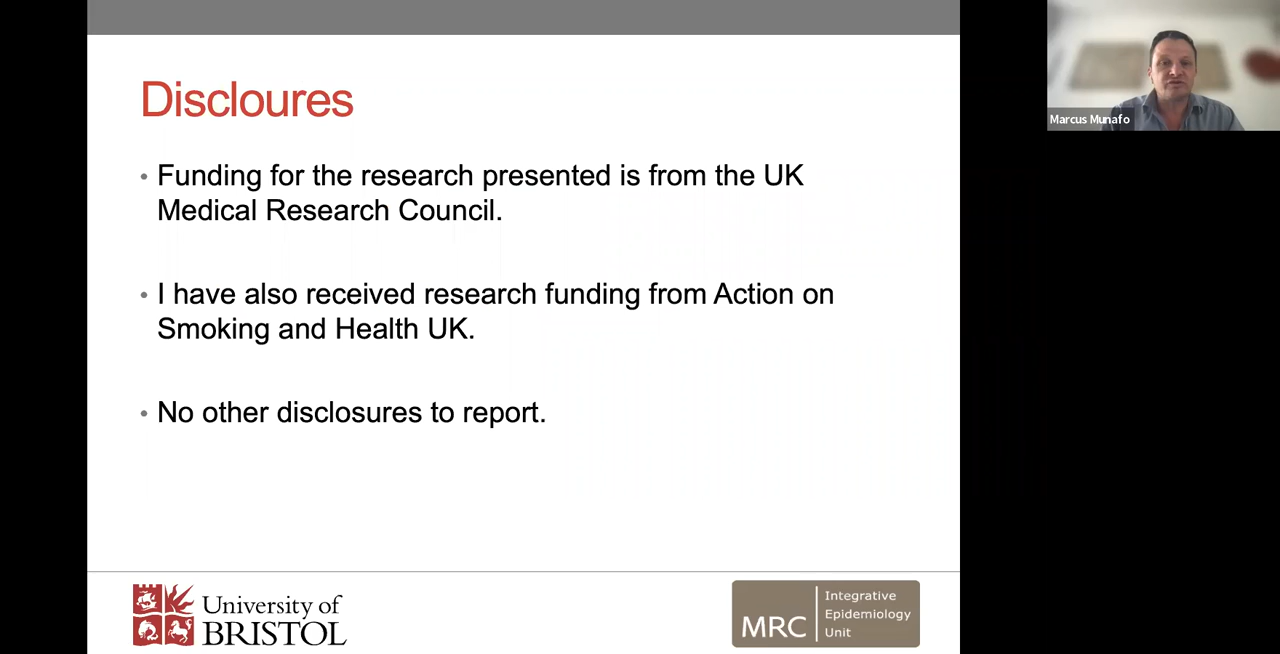 Discloures
• Funding for the research presented is from the UK
Medical Research Council.
• I have also received research funding from Action on
Smoking and Health UK.
• No other disclosures to report.
University of
BRISTOL
MRC
Integrative
Epidemiology
Unit
Marcus Munafo